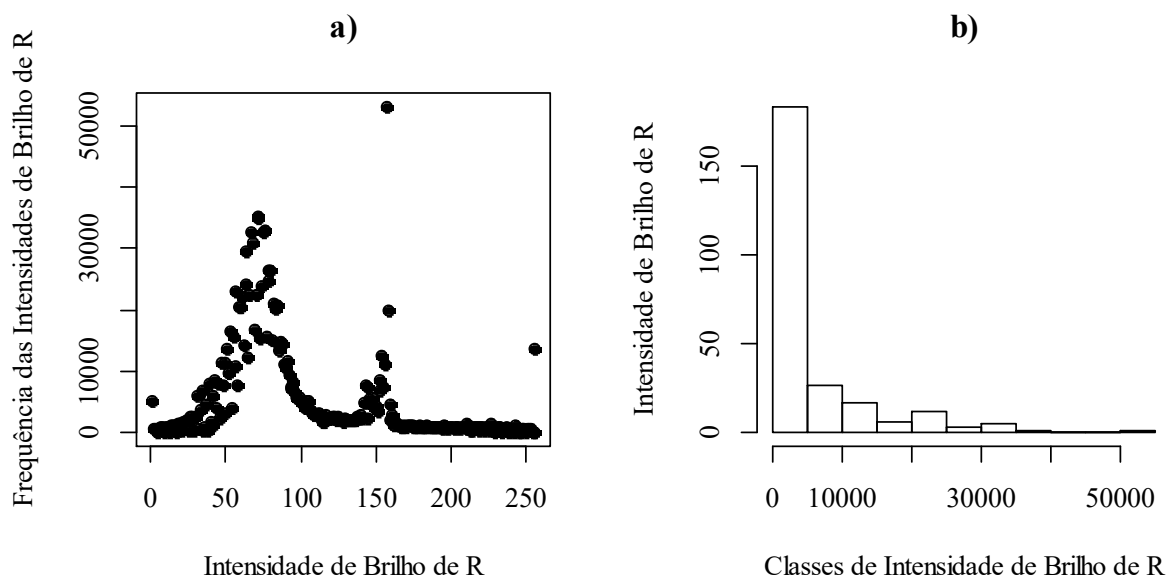 a)
Frequência das Intensidades de Brilho de R
50000
30000
10000
0
0 50 100 150 200 250
Intensidade de Brilho de R
b)
Intensidade de Brilho de R
150
100
50
0
0 10000 30000 50000
Classes de Intensidade de Brilho de R